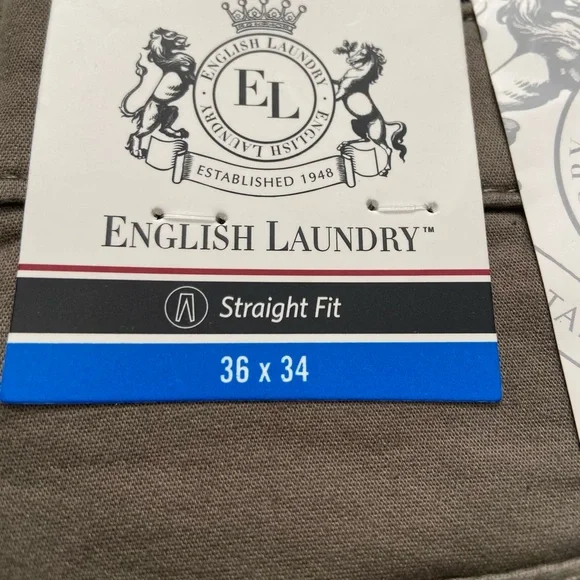 ENGLISH LAUNDRY · ENGLISH LAUNDRY ·
EL
ESTABLISHED 1948
ENGLISH LAUNDRY™
Straight Fit
36 x 34